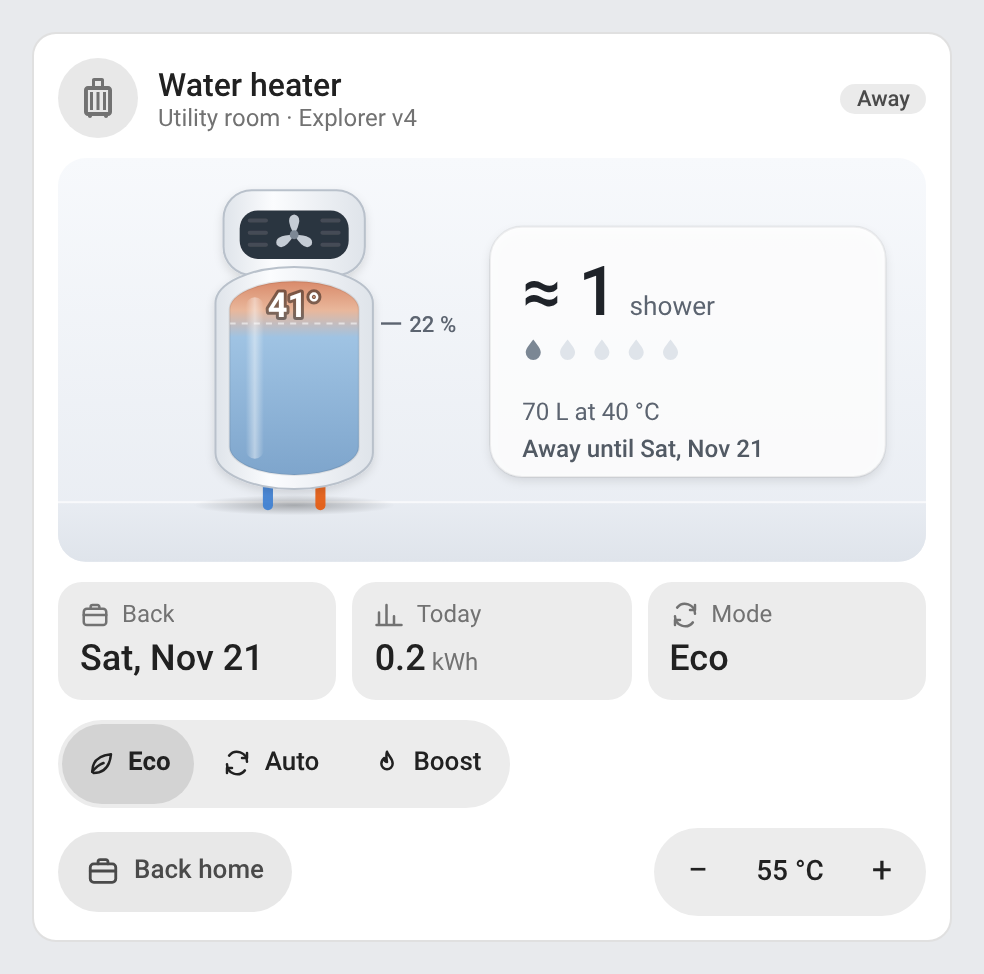 Water heater
Utility room · Explorer v4
Away
41°
22 %
≈ 1 shower
70 L at 40 °C
Away until Sat, Nov 21
Back
Sat, Nov 21
Today
0.2 kWh
Mode
Eco
Eco
Auto
Boost
Back home
− 55 °C +